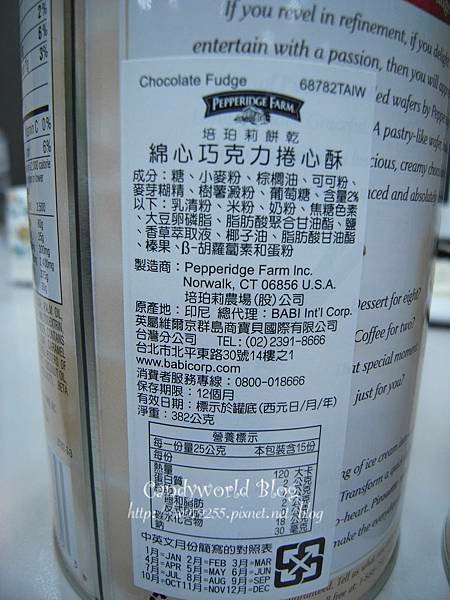 If you revel in refinement, if you delight
entertain with a passion, then you will app
ed wafers by Pepper
A pastry-like wafer
cious, creamy choc
nced and absolutely
Dessert for eight?
Coffee for two?
That special moment
just for you?
Chocolate Fudge 68782TAIW
PEPPERIDGE FARM
培珀莉餅乾
綿心巧克力捲心酥
成分：糖、小麥粉、棕櫚油、可可粉、
麥芽糊精、樹薯澱粉、葡萄糖、含量2%
以下：乳清粉、米粉、奶粉、焦糖色素
、大豆卵磷脂、脂肪酸聚合甘油酯、鹽
、香草萃取液、椰子油、脂肪酸甘油酯
、榛果、β-胡蘿蔔素和蛋粉
製造商：Pepperidge Farm Inc.
Norwalk, CT 06856 U.S.A.
培珀莉農場(股)公司
原產地：印尼 總代理：BABI Int'l Corp.
英屬維爾京群島商寶貝國際有限公司
台灣分公司 TEL: (02) 2391-8666
台北市北平東路30號14樓之1
www.babicorp.com
消費者服務專線：0800-018666
保存期限：12個月
有效日期：標示於罐底(西元日/月/年)
淨重：382公克
營養標示
每一份量25公克 本包裝含15份
每份
熱量 120 大卡
Candyworld Blog
中英文月份簡寫的對照表
1月=JAN 2月=FEB 3月=MAR
4月=APR 5月=MAY 6月=JUN
7月=JUL 8月=AUG 9月=SEP
10月=OCT 11月=NOV 12月=DEC